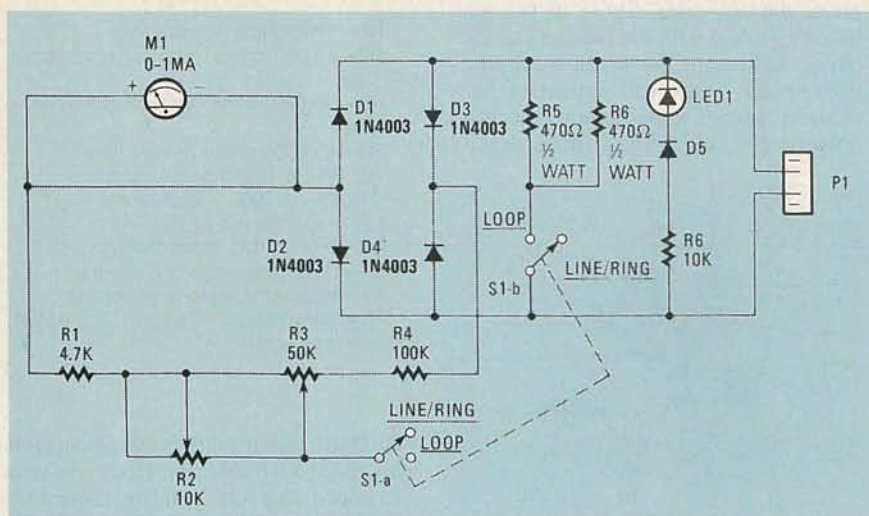 M1
0-1MA
+
−
D1
1N4003
D3
1N4003
R5
470Ω
½
WATT
R6
470Ω
½
WATT
LED1
D5
P1
LOOP
LINE/RING
S1-b
D2
1N4003
D4
1N4003
R6
10K
R1
4.7K
R3
50K
R4
100K
LINE/RING
LOOP
S1-a
R2
10K